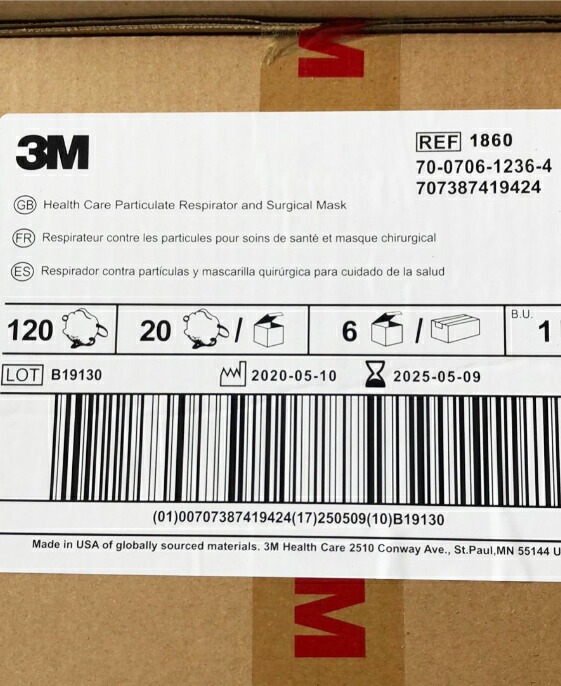 M
3M
REF 1860
70-0706-1236-4
707387419424
GB Health Care Particulate Respirator and Surgical Mask
FR Respirateur contre les particules pour soins de santé et masque chirurgical
ES Respirador contra partículas y mascarilla quirúrgica para cuidado de la salud
120 20 / 6 / B.U. 1
LOT B19130 2020-05-10 2025-05-09
(01)00707387419424(17)250509(10)B19130
Made in USA of globally sourced materials. 3M Health Care 2510 Conway Ave., St.Paul,MN 55144 U
M